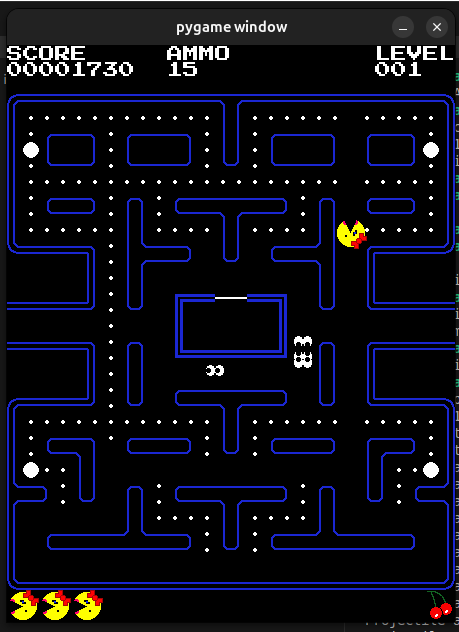 pygame window
SCORE AMMO LEVEL
00001730 15 001